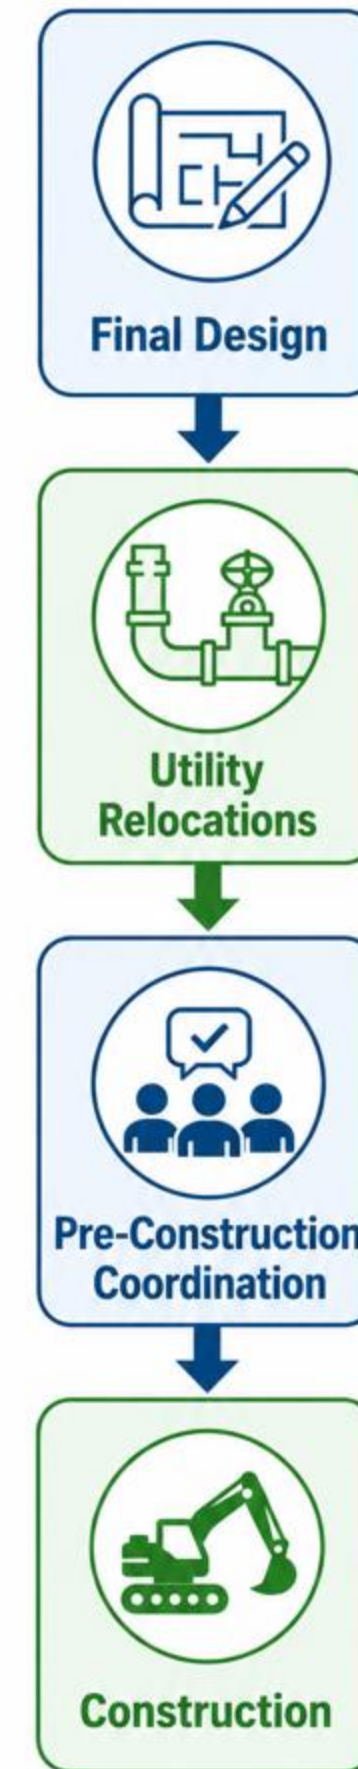 Final Design
Utility
Relocations
Pre-Construction
Coordination
Construction